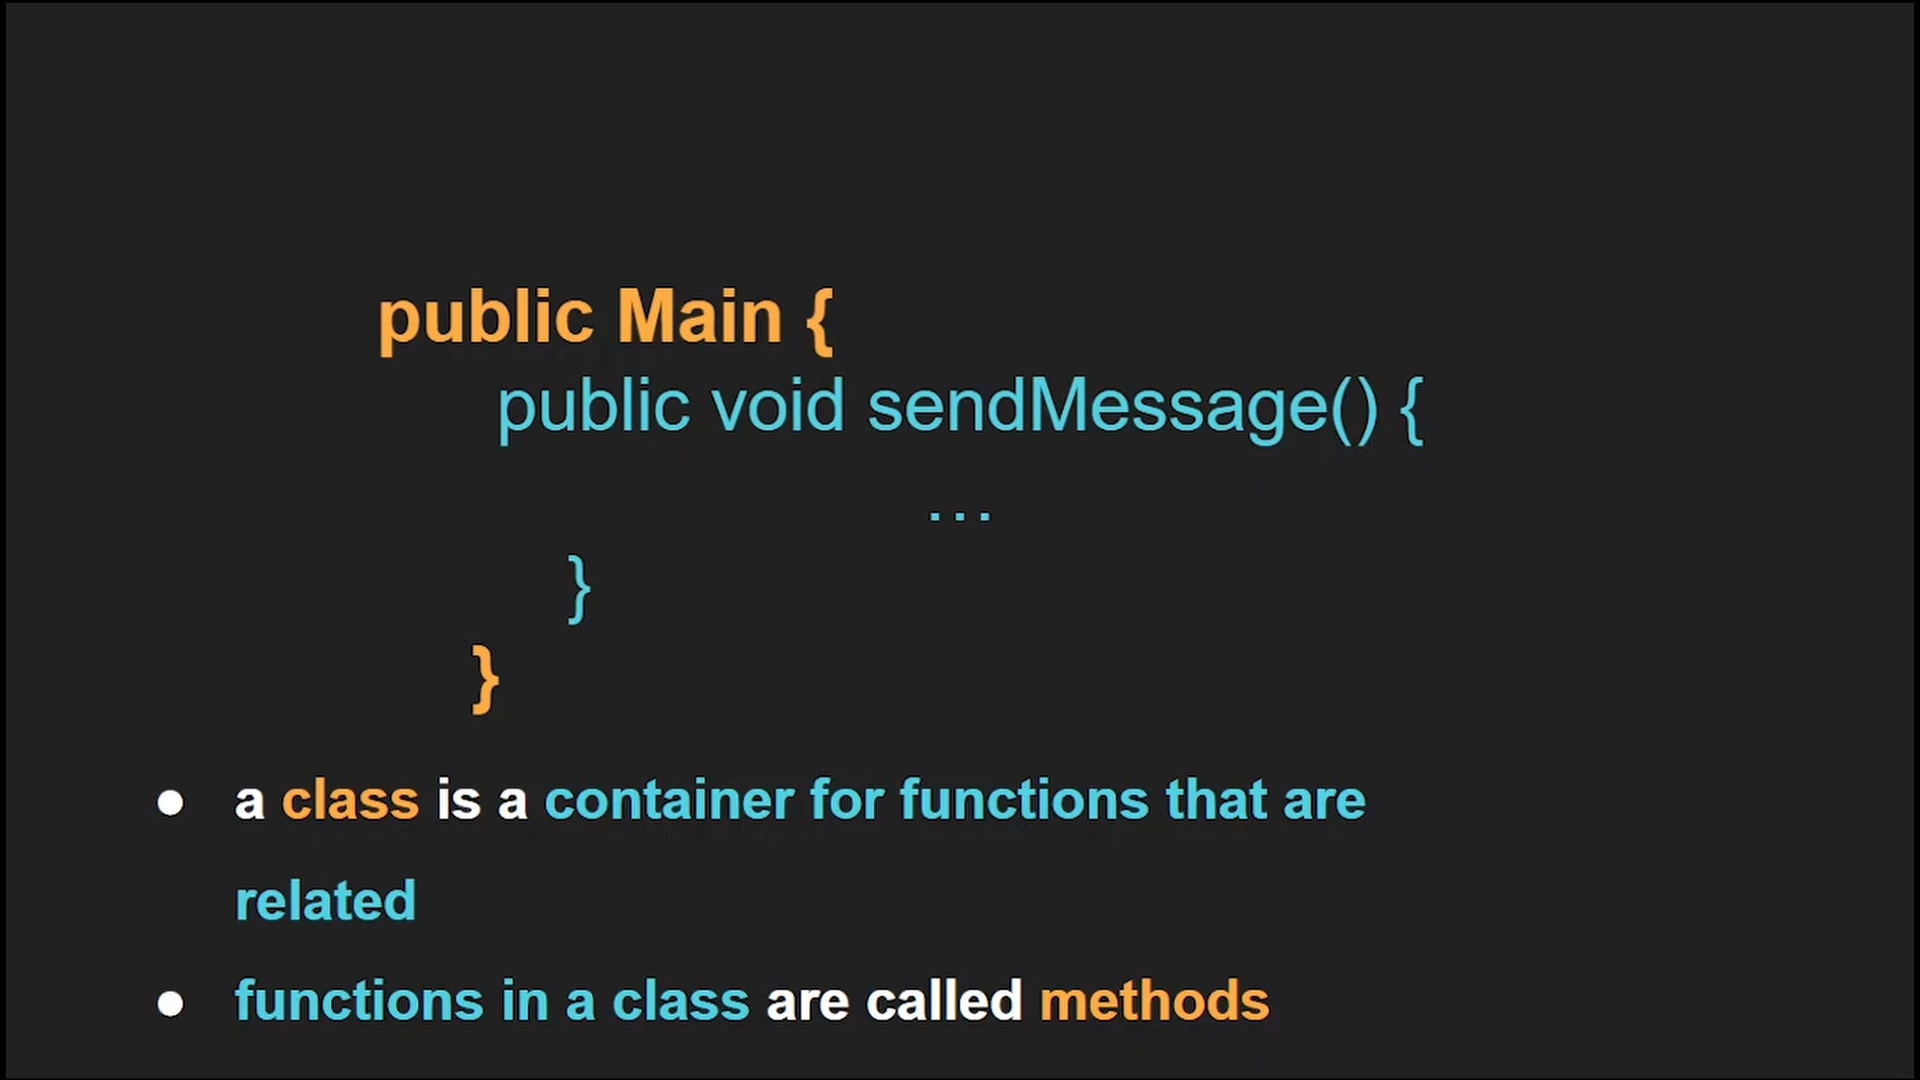 public Main {
public void sendMessage() {
...
}
}
● a class is a container for functions that are
related
● functions in a class are called methods